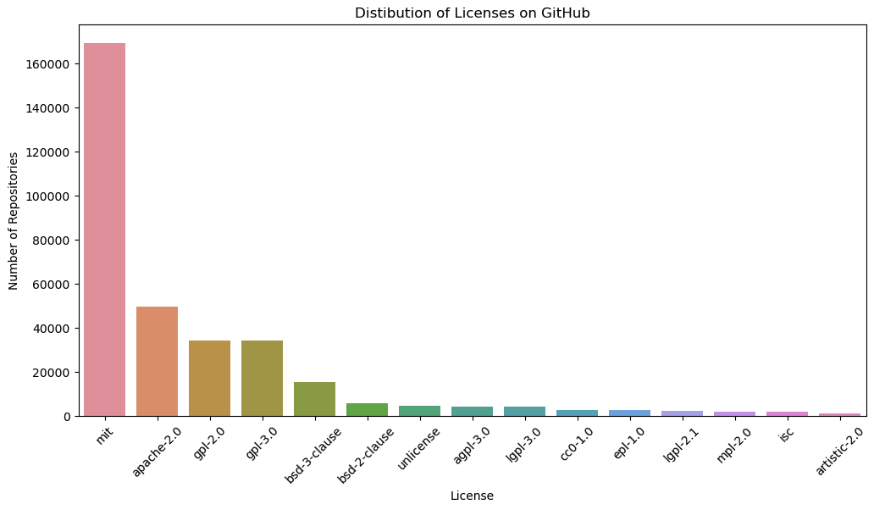 Distibution of Licenses on GitHub
Number of Repositories
160000
140000
120000
100000
80000
60000
40000
20000
0
mit
apache-2.0
gpl-2.0
gpl-3.0
bsd-3-clause
bsd-2-clause
unlicense
agpl-3.0
lgpl-3.0
cc0-1.0
epl-1.0
lgpl-2.1
mpl-2.0
isc
artistic-2.0
License